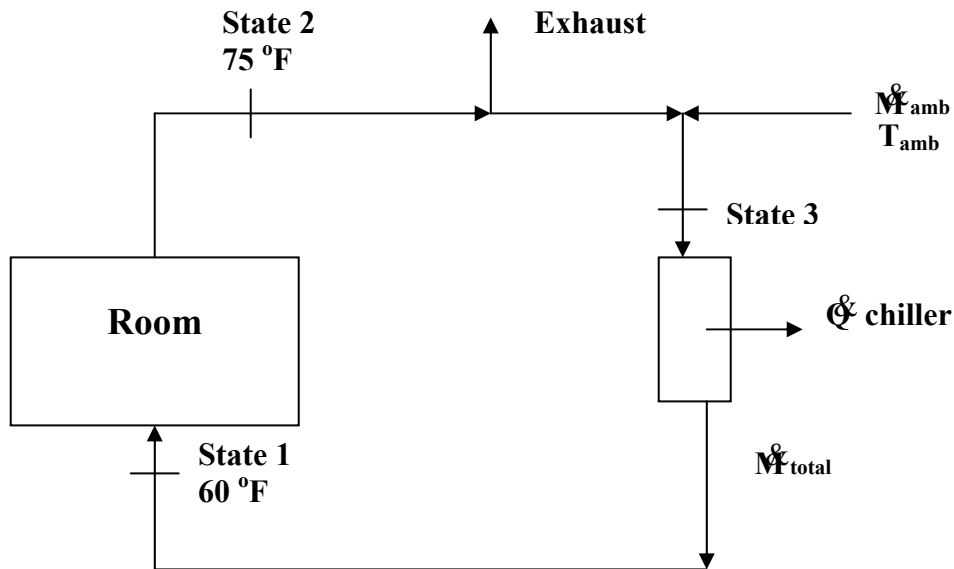 State 2
75 °F
Exhaust
M&amb
Tamb
State 3
Room
Q& chiller
State 1
60 °F
M&total